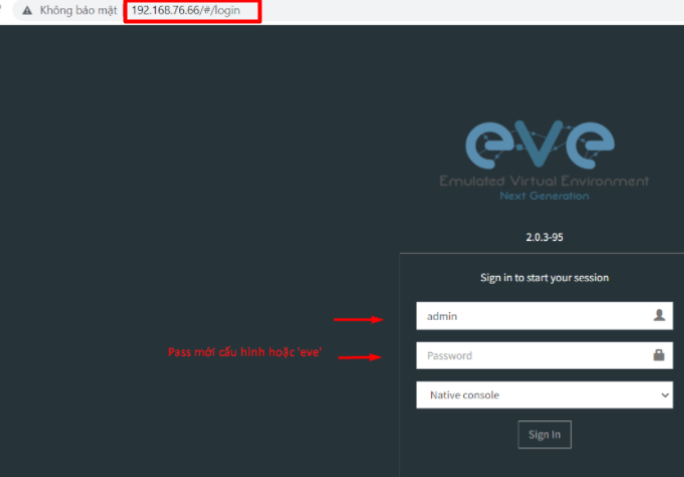 Không bảo mật 192.168.76.66/#/login
eve
Emulated Virtual Environment
Next Generation
2.0.3-95
Sign in to start your session
admin
Pass mới cấu hình hoặc 'eve'
Password
Native console
Sign In